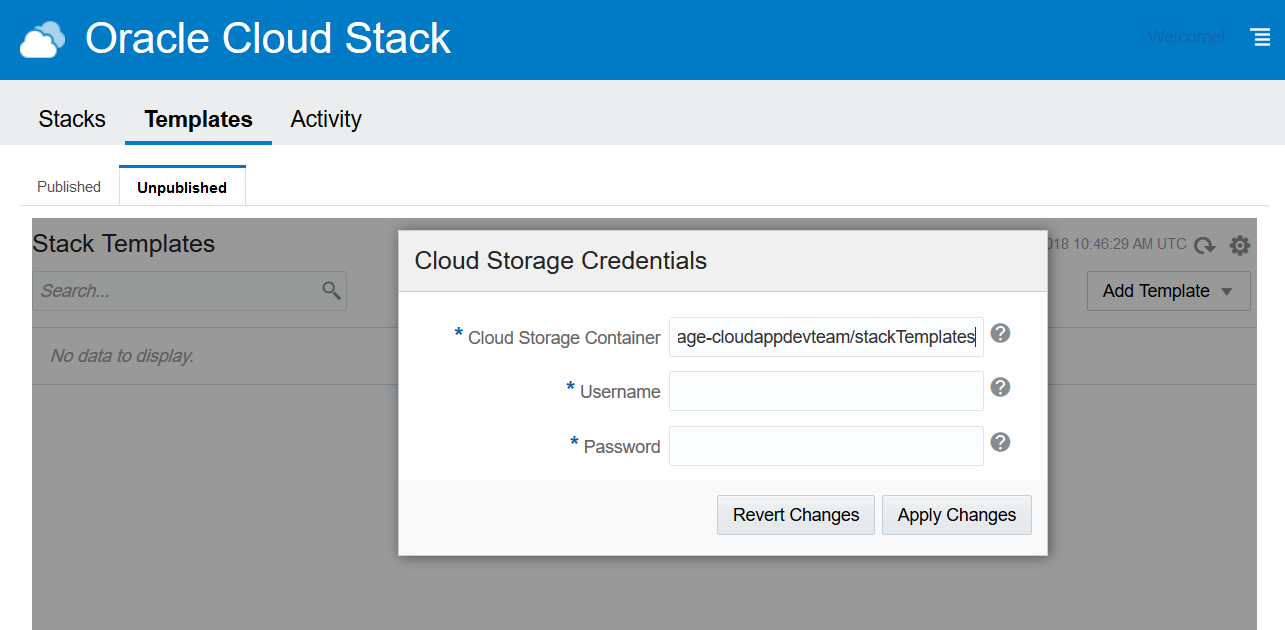 Oracle Cloud Stack
Welcome!
Stacks Templates Activity
Published Unpublished
Stack Templates
018 10:46:29 AM UTC
Search...
Add Template
No data to display.
Cloud Storage Credentials
* Cloud Storage Container age-cloudappdevteam/stackTemplates ?
* Username ?
* Password ?
Revert Changes Apply Changes